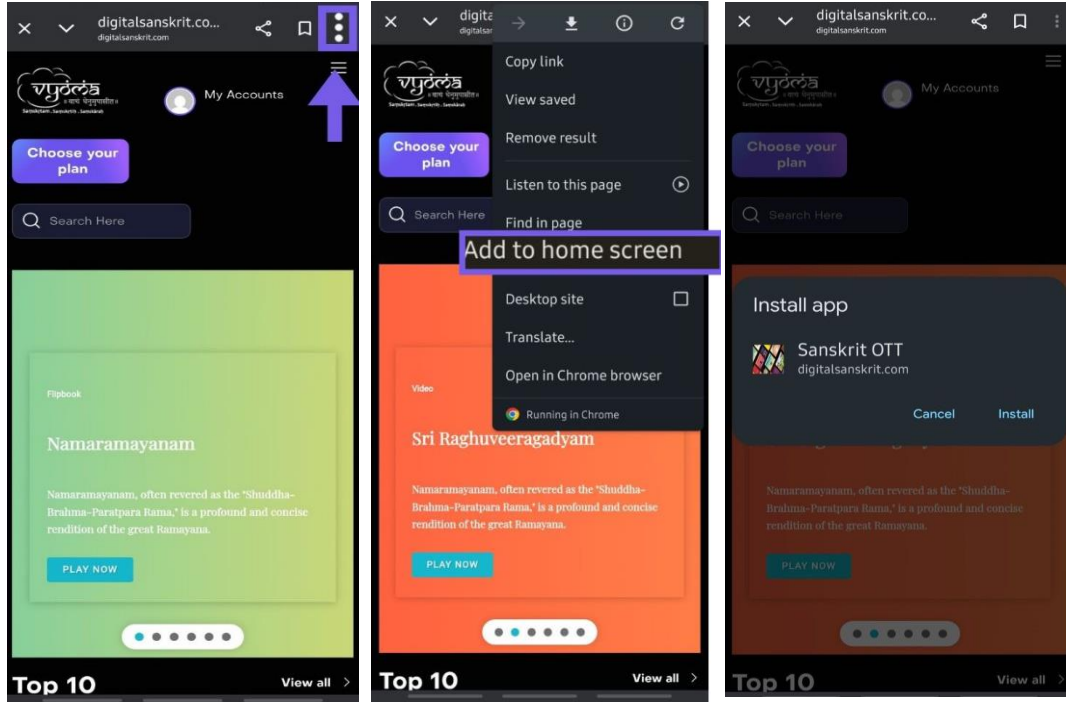 digitalsanskrit.co...
digitalsanskrit.com
vyoma
॥ वाचं धेनुमुपासीत॥
Samskrtam . Samskrti . Samskara
My Accounts
Choose your
plan
Search Here
Flipbook
Namaramayanam
Namaramayanam, often revered as the "Shuddha-
Brahma-Paratpara Rama," is a profound and concise
rendition of the great Ramayana.
PLAY NOW
Top 10
View all >
digita
digitalsan
Copy link
View saved
Remove result
Listen to this page
Find in page
Add to home screen
Desktop site
Translate...
Open in Chrome browser
Running in Chrome
vyoma
Choose your
plan
Search Here
Video
Sri Raghuveeragadyam
Namaramayanam, often revered as the "Shuddha-
Brahma-Paratpara Rama," is a profound and concise
rendition of the great Ramayana.
PLAY NOW
Top 10
View all >
digitalsanskrit.co...
digitalsanskrit.com
vyoma
My Accounts
Choose your
plan
Search Here
Install app
Sanskrit OTT
digitalsanskrit.com
Cancel
Install
Namaramayanam, often revered as the "Shuddha-
Brahma-Paratpara Rama," is a profound and concise
rendition of the great Ramayana.
PLAY NOW
Top 10
View all >